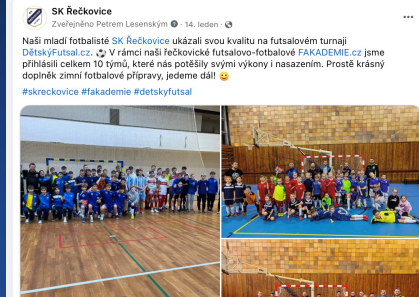 SK Řečkovice
Zveřejněno Petrem Lesenským · 14. leden ·
Naši mladí fotbalisté SK Řečkovice ukázali svou kvalitu na futsalovém turnaji
DětskýFutsal.cz. ⚽ V rámci naší řečkovické futsalovo-fotbalové FAKADEMIE.cz jsme
přihlásili celkem 10 týmů, které nás potěšily svými výkony i nasazením. Prostě krásný
doplněk zimní fotbalové přípravy, jedeme dál! 😀
#skreckovice #fakademie #detskyfutsal